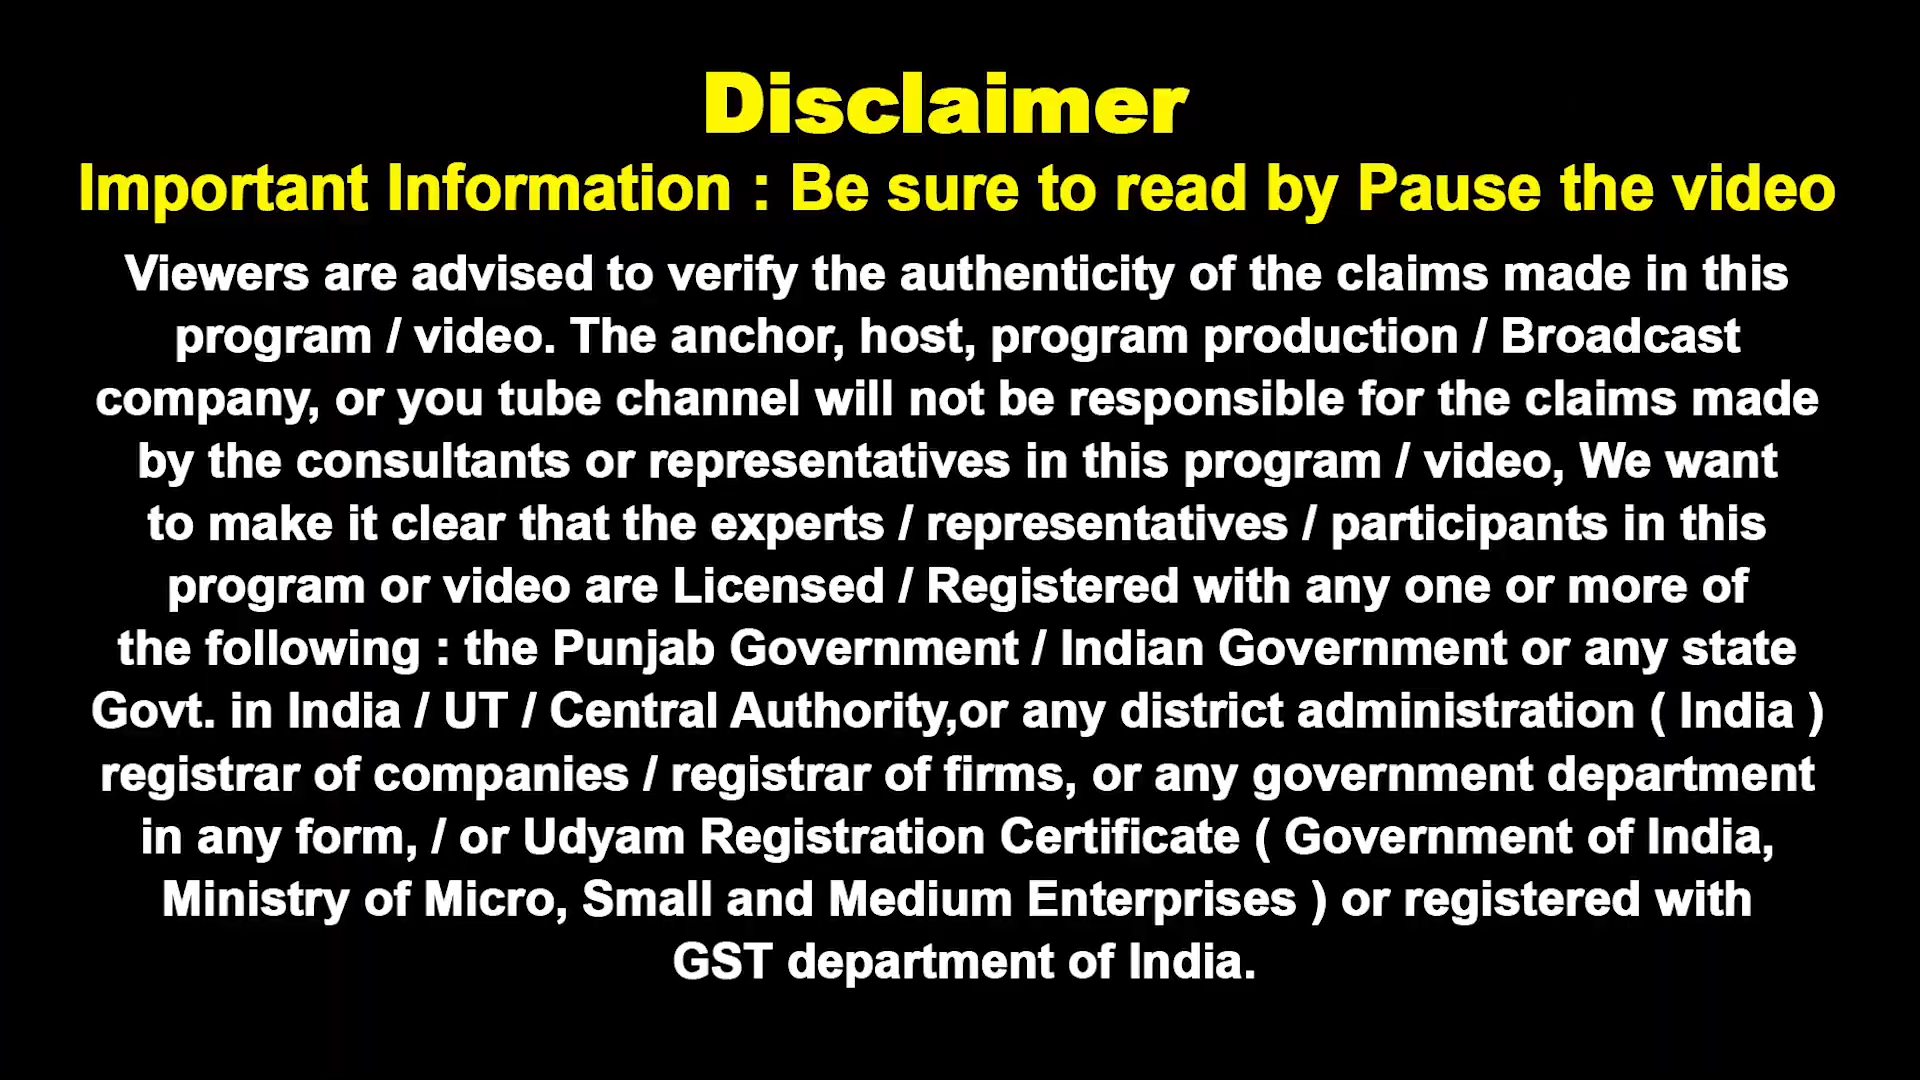 Disclaimer
Important Information : Be sure to read by Pause the video
Viewers are advised to verify the authenticity of the claims made in this
program / video. The anchor, host, program production / Broadcast
company, or you tube channel will not be responsible for the claims made
by the consultants or representatives in this program / video, We want
to make it clear that the experts / representatives / participants in this
program or video are Licensed / Registered with any one or more of
the following : the Punjab Government / Indian Government or any state
Govt. in India / UT / Central Authority,or any district administration ( India )
registrar of companies / registrar of firms, or any government department
in any form, / or Udyam Registration Certificate ( Government of India,
Ministry of Micro, Small and Medium Enterprises ) or registered with
GST department of India.